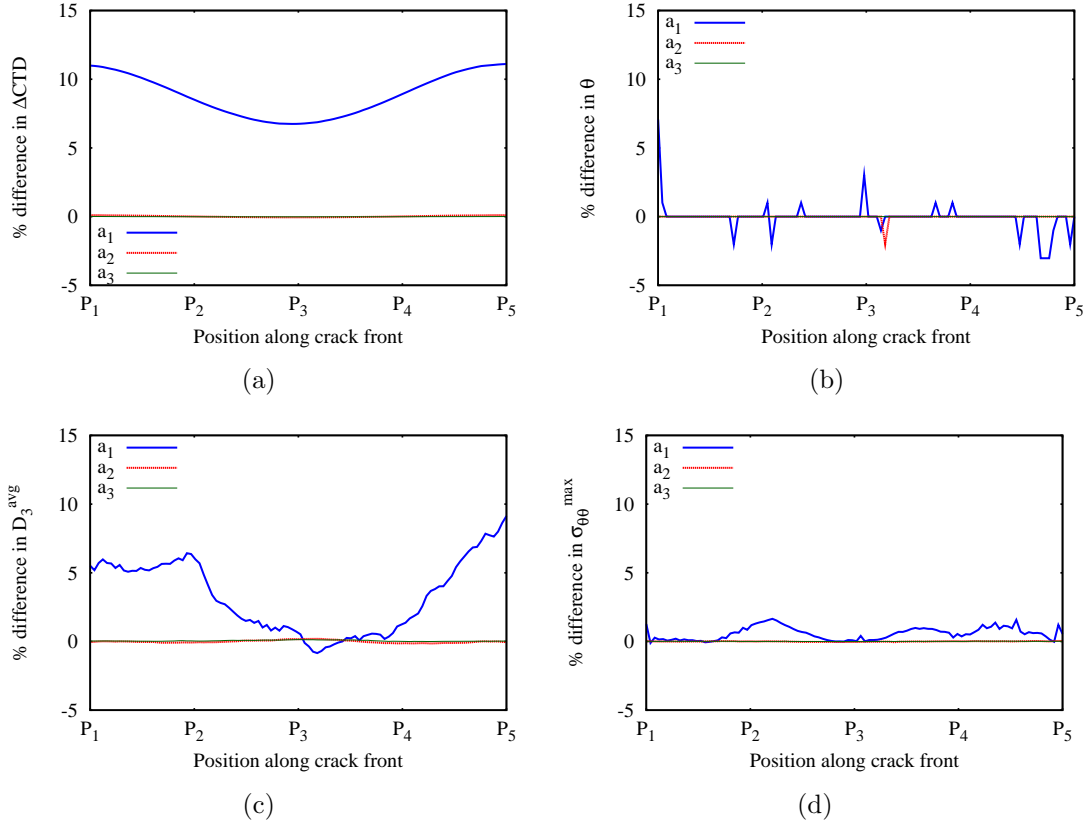 15
10
5
0
-5
% difference in ΔCTD
a1
a2
a3
P1 P2 P3 P4 P5
Position along crack front
(a)
15
10
5
0
-5
% difference in θ
a1
a2
a3
P1 P2 P3 P4 P5
Position along crack front
(b)
15
10
5
0
-5
% difference in D3avg
a1
a2
a3
P1 P2 P3 P4 P5
Position along crack front
(c)
15
10
5
0
-5
% difference in σθθmax
a1
a2
a3
P1 P2 P3 P4 P5
Position along crack front
(d)